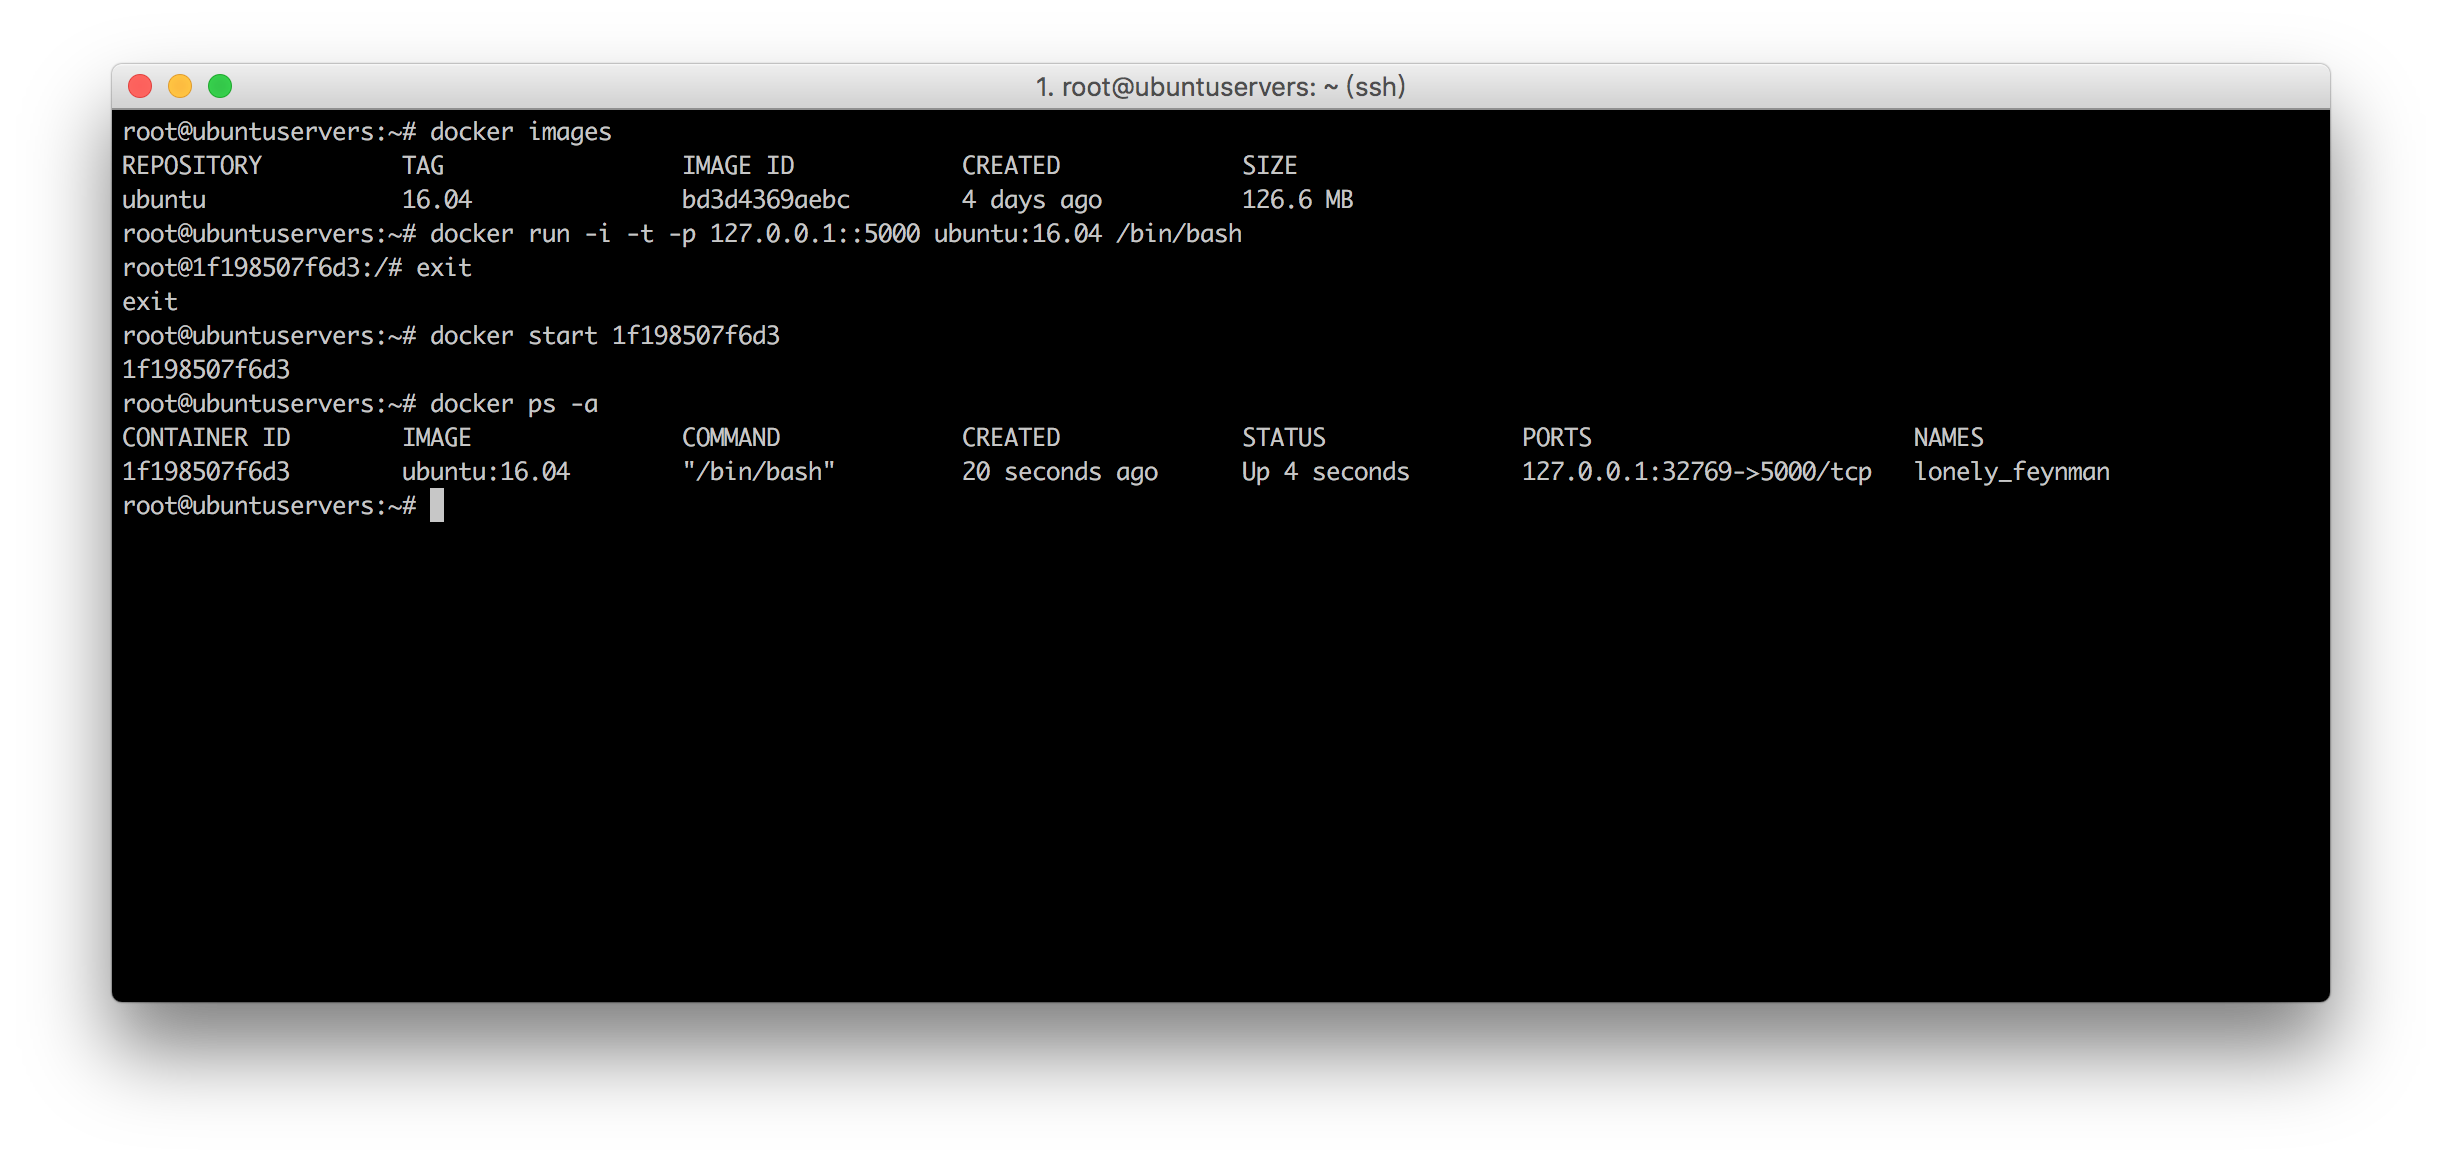 1. root@ubuntuservers: ~ (ssh)
root@ubuntuservers:~# docker images
REPOSITORY          TAG                 IMAGE ID            CREATED             SIZE
ubuntu              16.04               bd3d4369aebc        4 days ago          126.6 MB
root@ubuntuservers:~# docker run -i -t -p 127.0.0.1::5000 ubuntu:16.04 /bin/bash
root@1f198507f6d3:/# exit
exit
root@ubuntuservers:~# docker start 1f198507f6d3
1f198507f6d3
root@ubuntuservers:~# docker ps -a
CONTAINER ID        IMAGE               COMMAND             CREATED             STATUS              PORTS                       NAMES
1f198507f6d3        ubuntu:16.04        "/bin/bash"         20 seconds ago      Up 4 seconds        127.0.0.1:32769->5000/tcp   lonely_feynman
root@ubuntuservers:~#